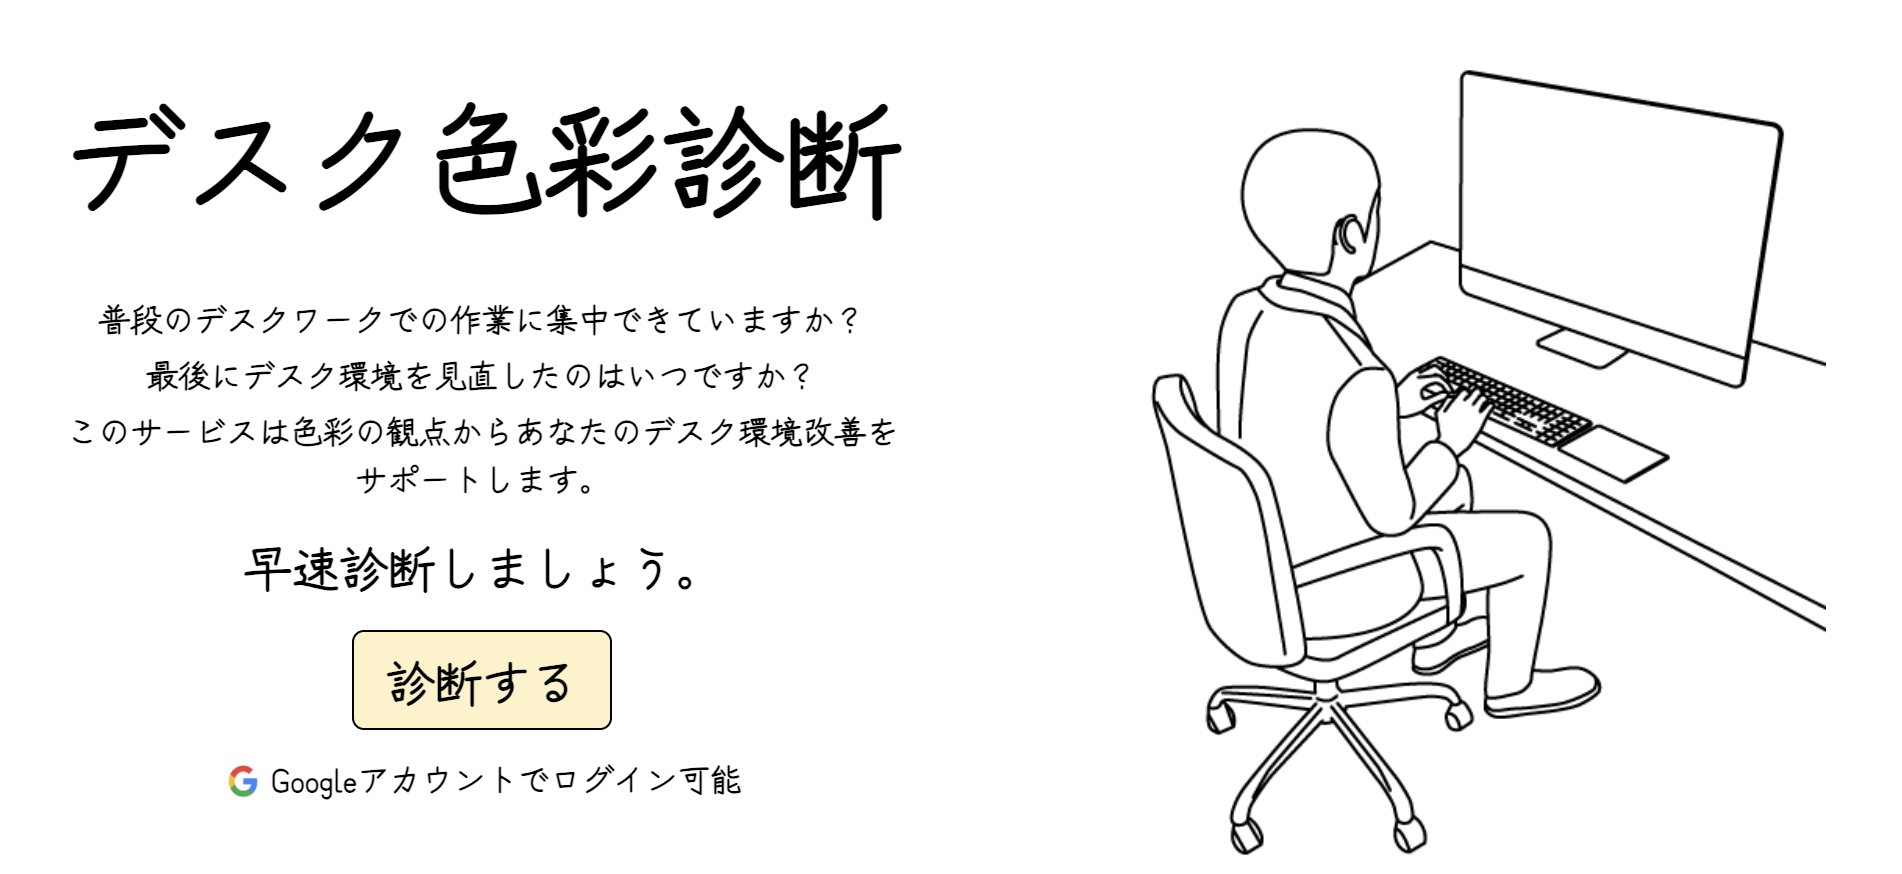 デスク色彩診断
普段のデスクワークでの作業に集中できていますか？
最後にデスク環境を見直したのはいつですか？
このサービスは色彩の観点からあなたのデスク環境改善を
サポートします。
早速診断しましょう。
診断する
Googleアカウントでログイン可能